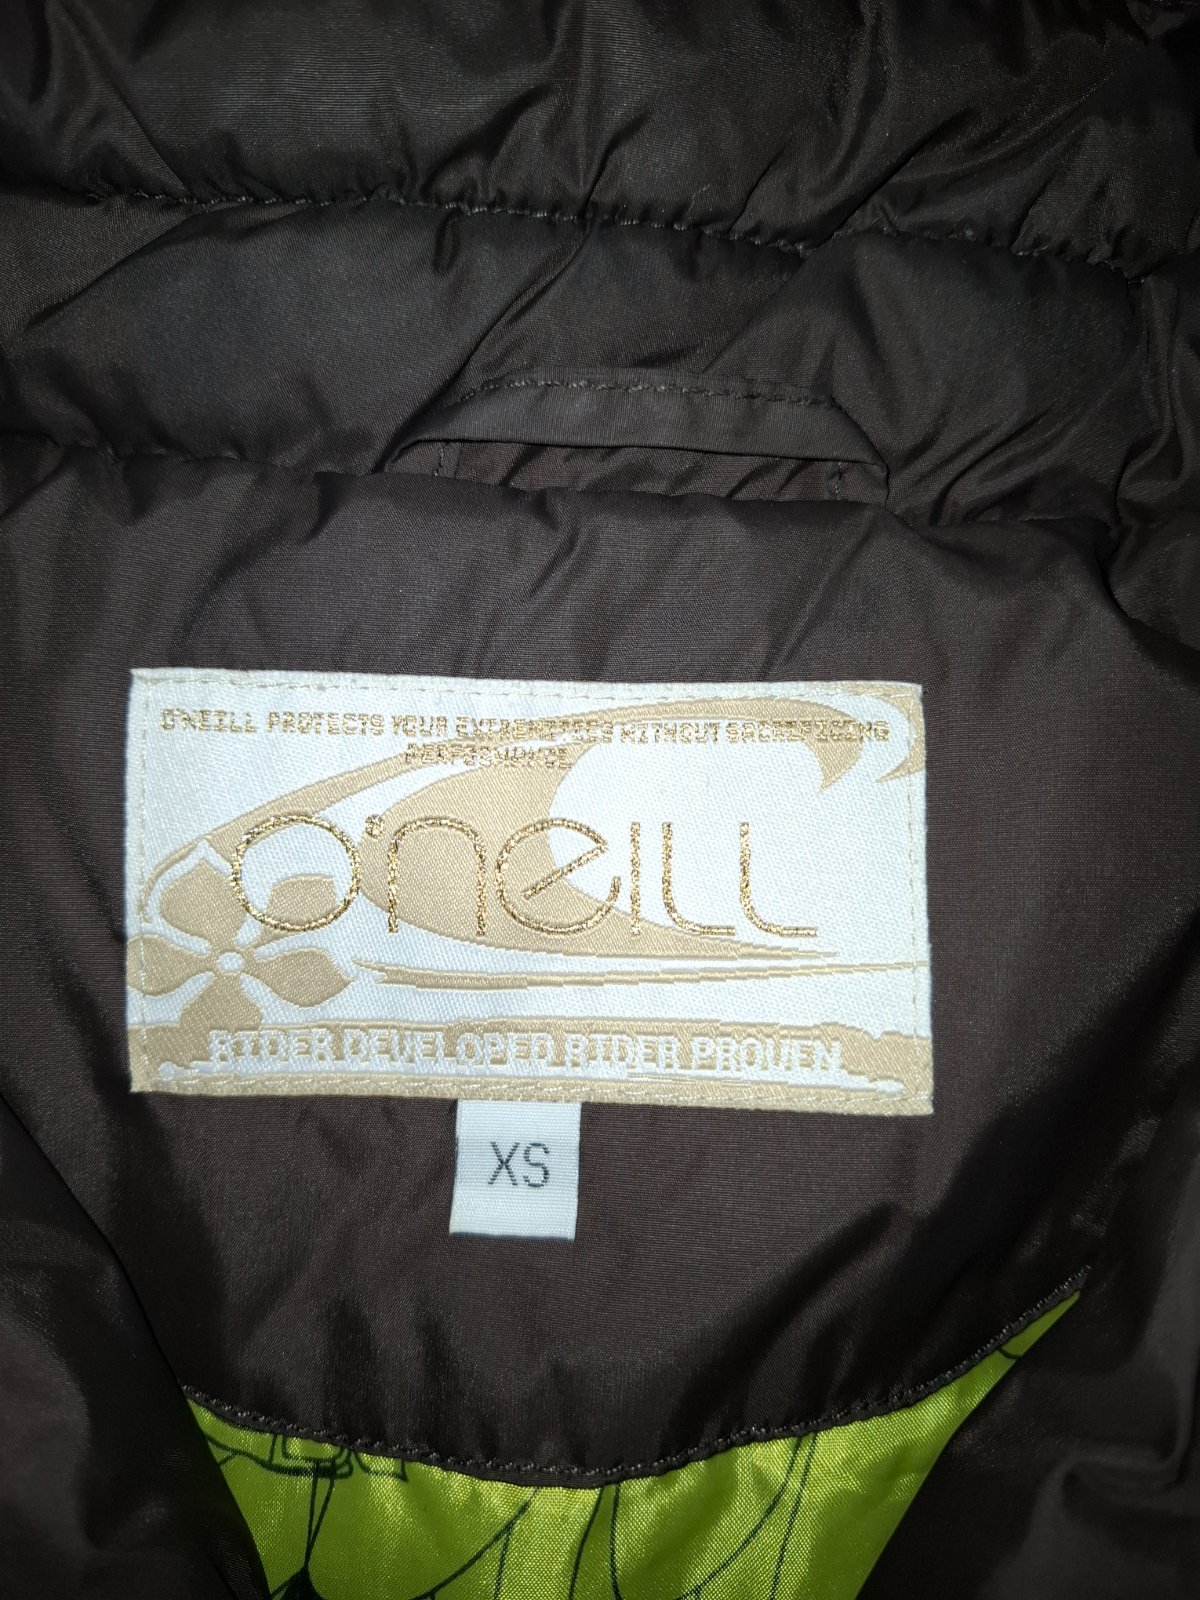 O'NEILL PROTECTS YOUR EXTREMITIES WITHOUT SACRIFICING
PERFORMANCE
O'NEILL
RIDER DEVELOPED RIDER PROVEN
XS